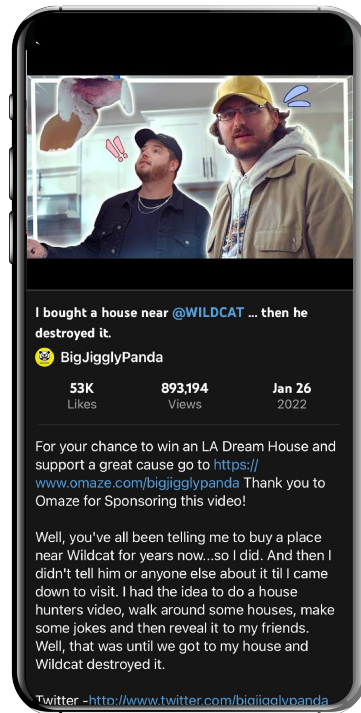 I bought a house near @WILDCAT ... then he
destroyed it.
BigJigglyPanda
53K
Likes
893,194
Views
Jan 26
2022
For your chance to win an LA Dream House and
support a great cause go to https://
www.omaze.com/bigjigglypanda Thank you to
Omaze for Sponsoring this video!
Well, you've all been telling me to buy a place
near Wildcat for years now...so I did. And then I
didn't tell him or anyone else about it til I came
down to visit. I had the idea to do a house
hunters video, walk around some houses, make
some jokes and then reveal it to my friends.
Well, that was until we got to my house and
Wildcat destroyed it.
Twitter -http://www.twitter.com/bigjigglypanda